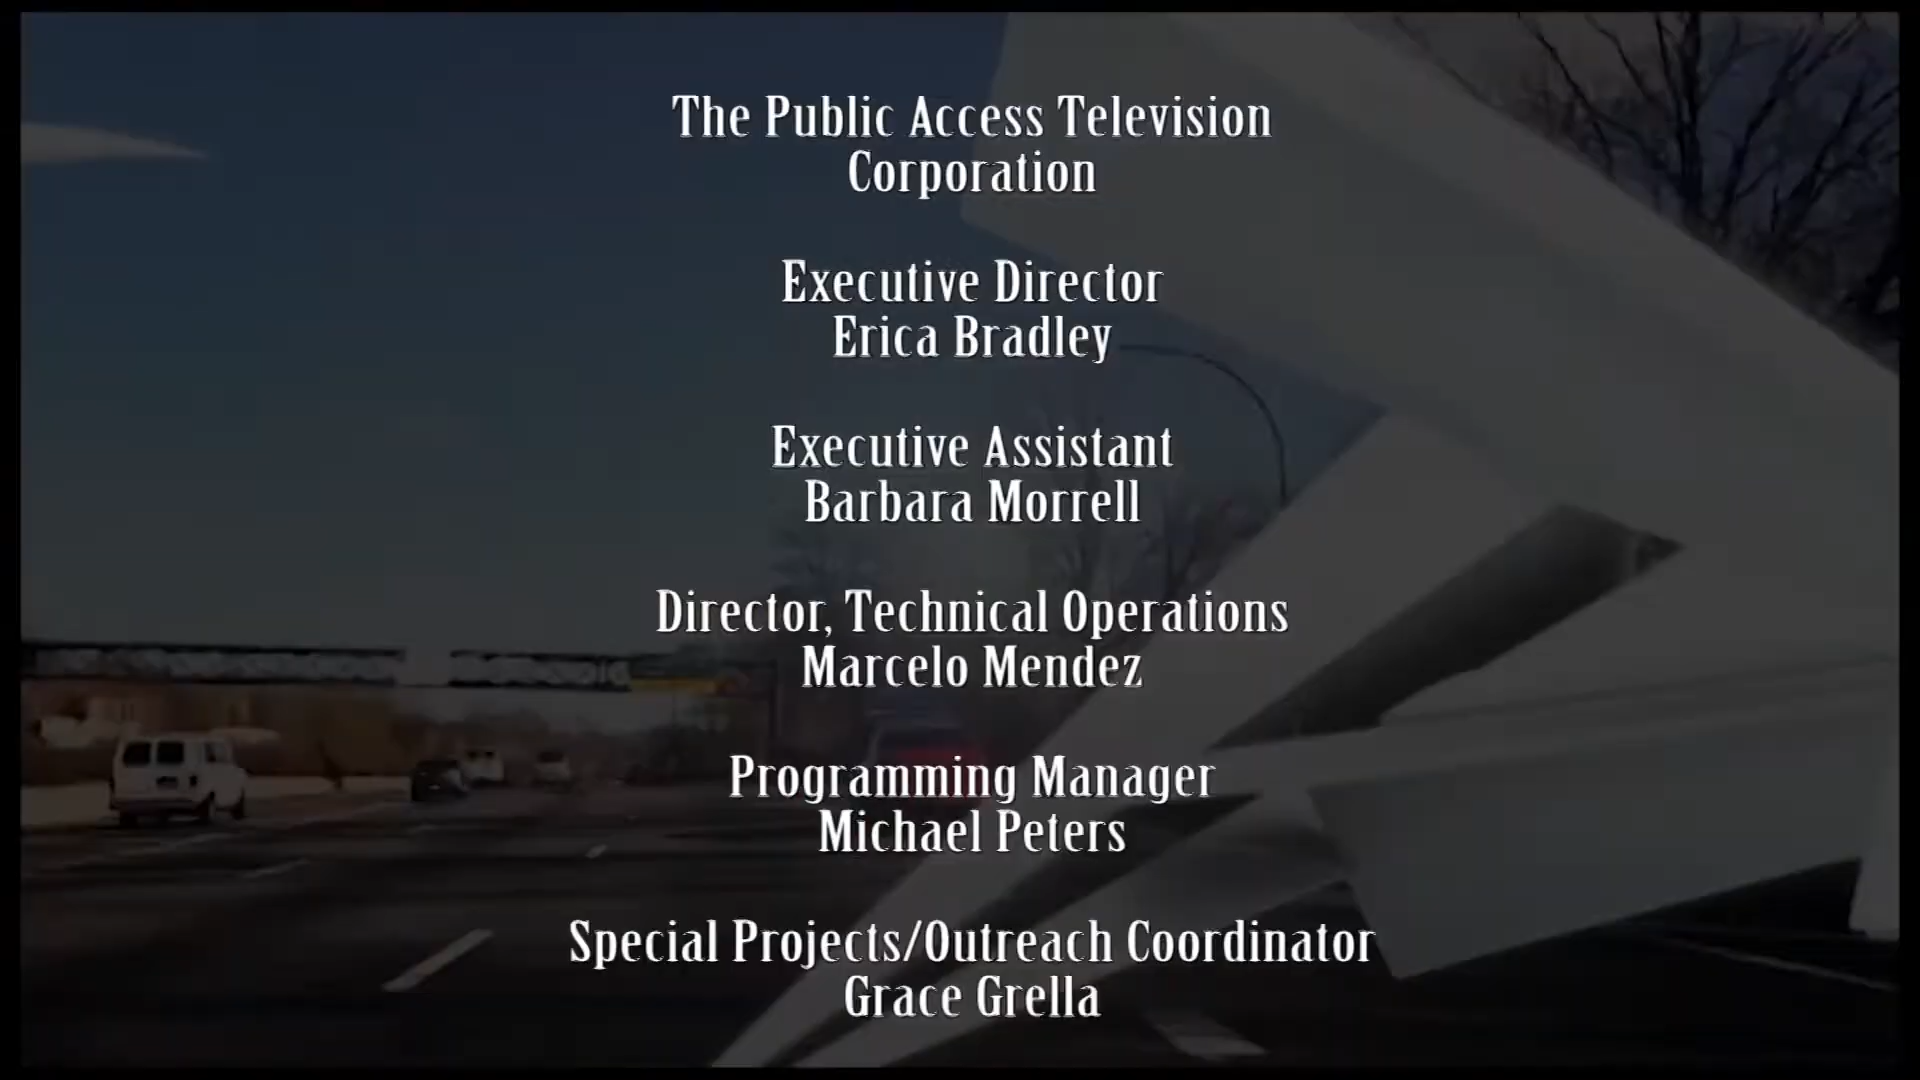 The Public Access Television
Corporation
Executive Director
Erica Bradley
Executive Assistant
Barbara Morrell
Director, Technical Operations
Marcelo Mendez
Programming Manager
Michael Peters
Special Projects/Outreach Coordinator
Grace Grella